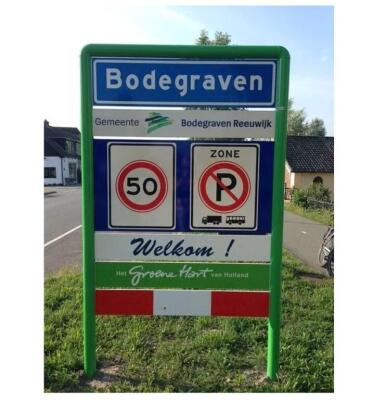 Bodegraven
Gemeente Bodegraven Reeuwijk
50
ZONE
P
Welkom !
Het Groene Hart van Holland